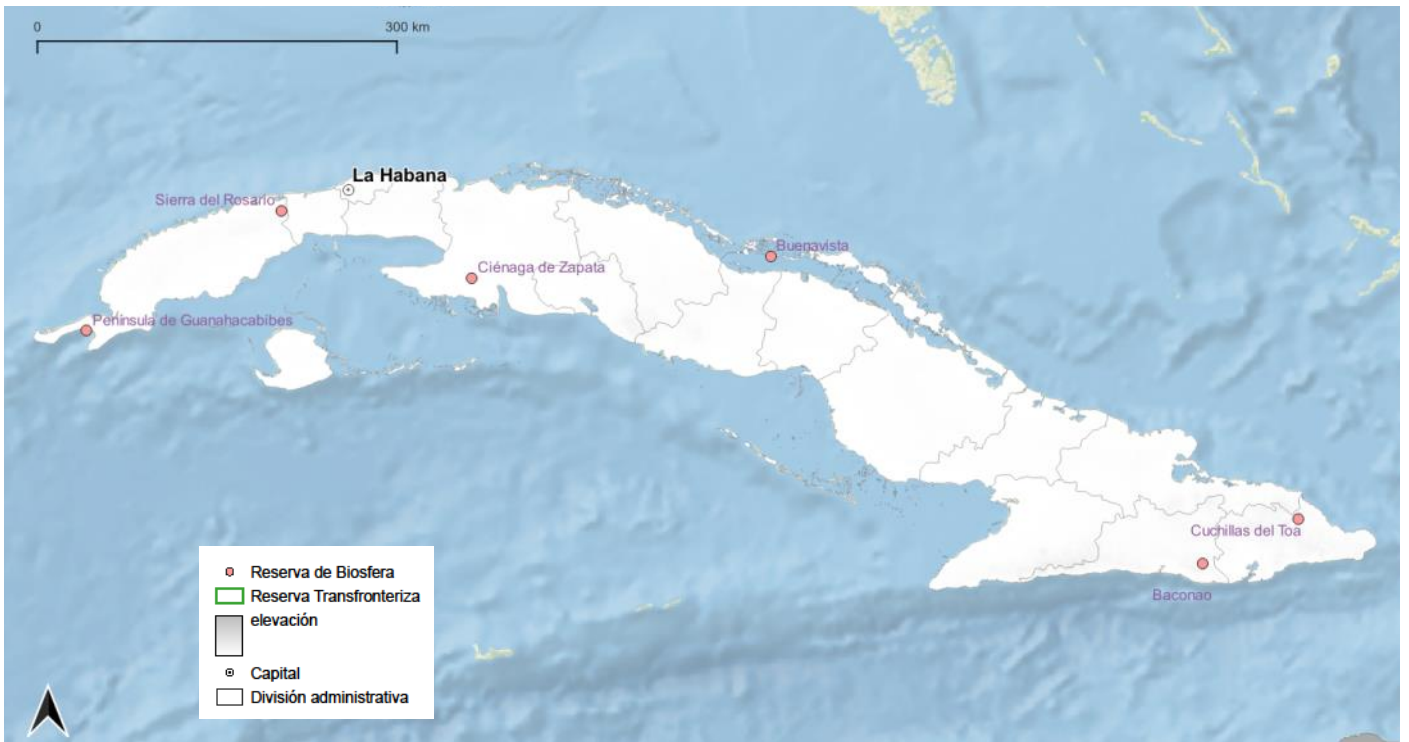 0
300 km
La Habana
Sierra del Rosario
Buenavista
Ciénaga de Zapata
Península de Guanahacabibes
Cuchillas del Toa
Baconao
Reserva de Biosfera
Reserva Transfronteriza
elevación
Capital
División administrativa